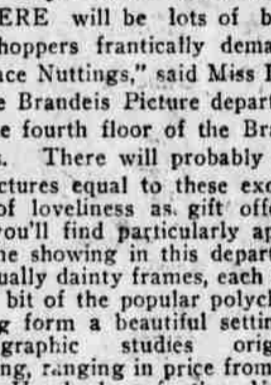 ERE will be lots of b
hoppers frantically dema
ace Nuttings," said Miss
e Brandeis Picture depart
e fourth floor of the Bra
s. There will probably
ctures equal to these exc
of loveliness as. gift offe
you'll find particularly ap
he showing in this depart
ually dainty frames, each
bit of the popular polych
g form a beautiful settin
graphic studies orig
ng, ranging in price from